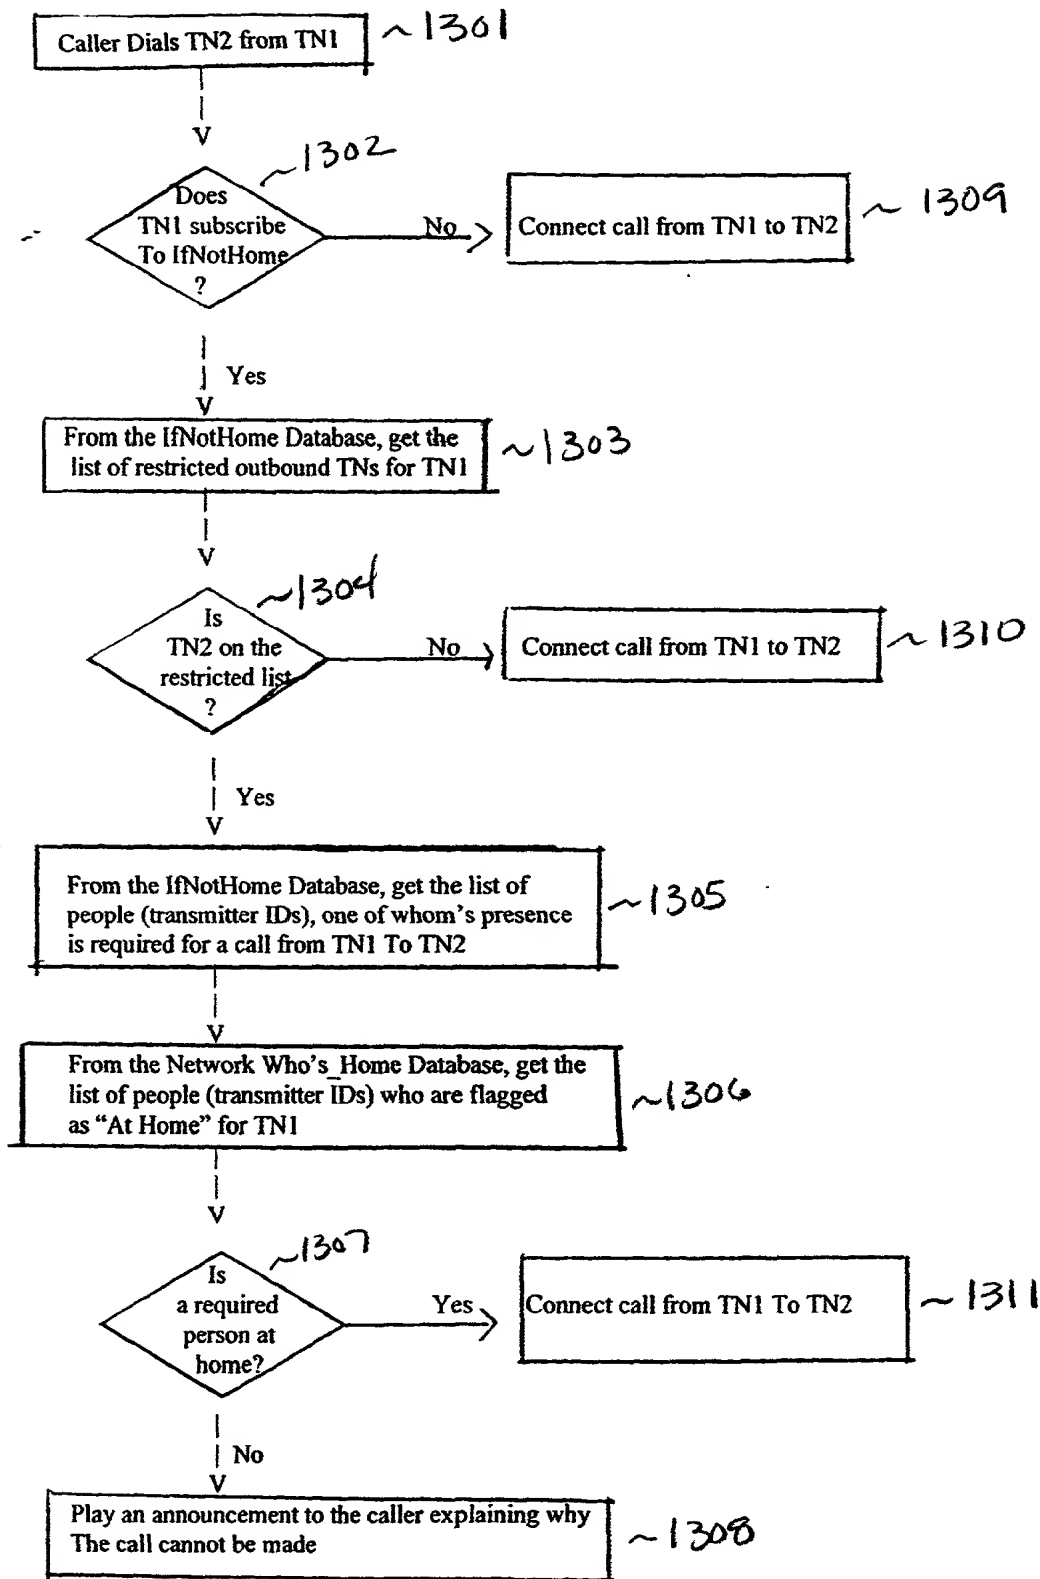 Caller Dials TN2 from TN1
~1301
V
~1302
Does
TN1 subscribe
To IfNotHome
?
No
Connect call from TN1 to TN2
~1309
Yes
V
From the IfNotHome Database, get the
list of restricted outbound TNs for TN1
~1303
V
~1304
Is
TN2 on the
restricted list
?
No
Connect call from TN1 to TN2
~1310
Yes
V
From the IfNotHome Database, get the list of
people (transmitter IDs), one of whom's presence
is required for a call from TN1 To TN2
~1305
V
From the Network Who's_Home Database, get the
list of people (transmitter IDs) who are flagged
as "At Home" for TN1
~1306
V
~1307
Is
a required
person at
home?
Yes
Connect call from TN1 To TN2
~1311
No
V
Play an announcement to the caller explaining why
The call cannot be made
~1308